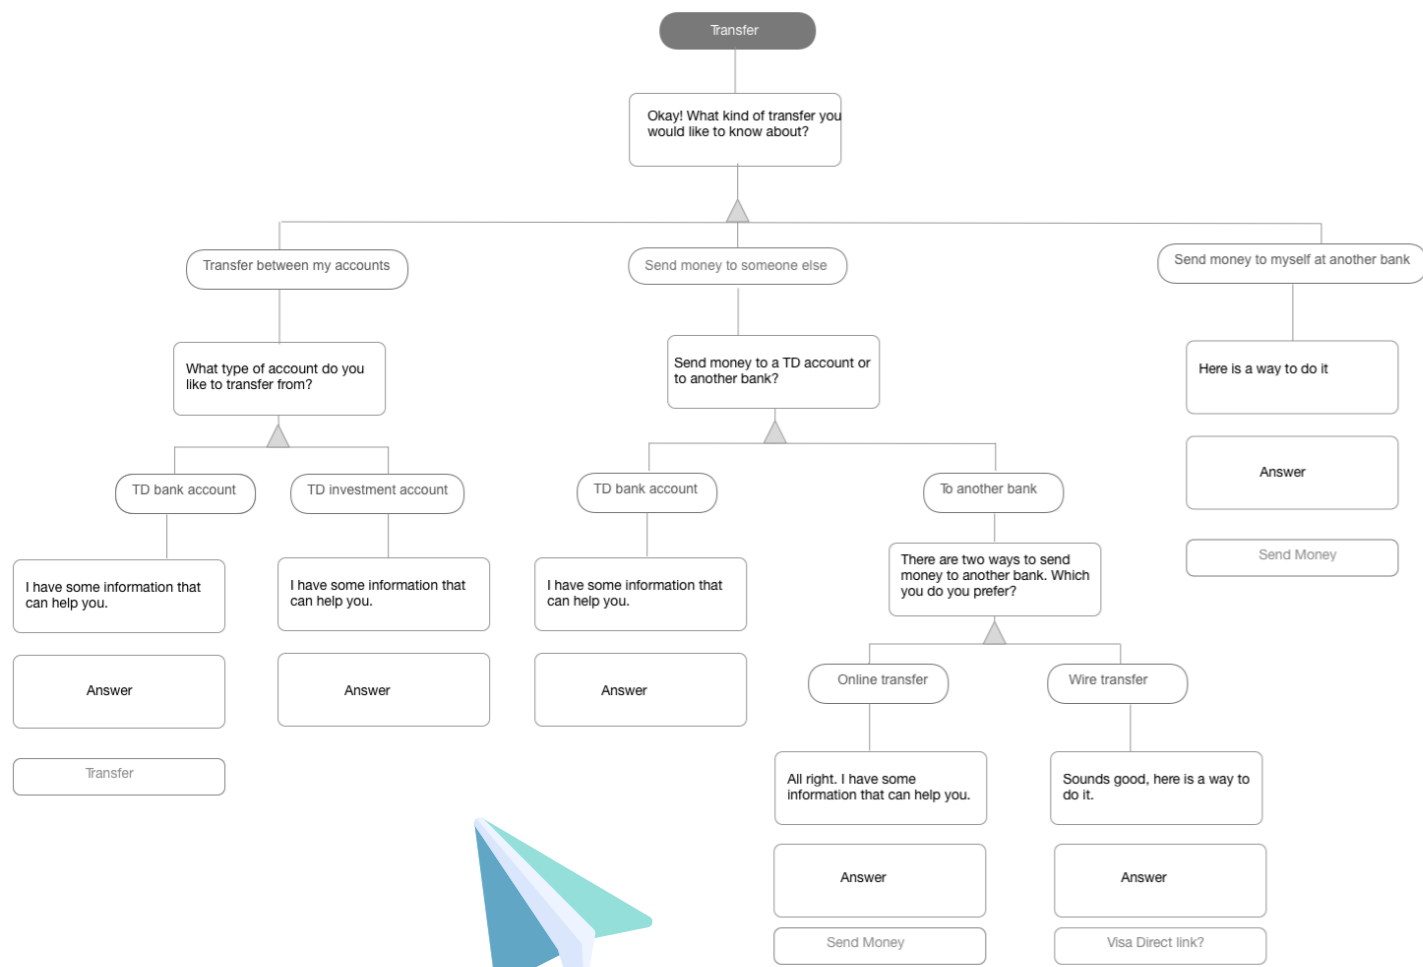 Transfer
Okay! What kind of transfer you
would like to know about?
Transfer between my accounts
Send money to someone else
Send money to myself at another bank
What type of account do you
like to transfer from?
Send money to a TD account or
to another bank?
Here is a way to do it
Answer
Send Money
TD bank account
TD investment account
TD bank account
To another bank
I have some information that
can help you.
I have some information that
can help you.
I have some information that
can help you.
There are two ways to send
money to another bank. Which
you do you prefer?
Answer
Answer
Answer
Transfer
Online transfer
Wire transfer
All right. I have some
information that can help you.
Sounds good, here is a way to
do it.
Answer
Answer
Send Money
Visa Direct link?